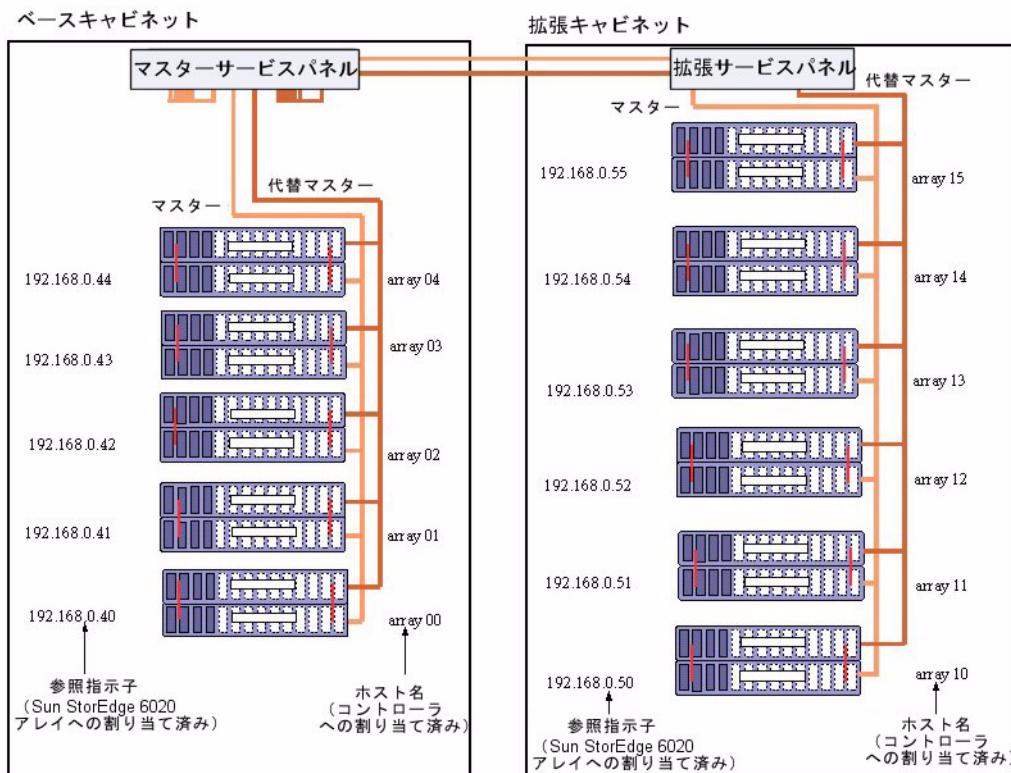 ベースキャビネット
マスターサービスパネル
代替マスター
マスター
192.168.0.44
array 04
192.168.0.43
array 03
192.168.0.42
array 02
192.168.0.41
array 01
192.168.0.40
array 00
参照指示子
(Sun StorEdge 6020
アレイへの割り当て済み)
ホスト名
(コントローラ
への割り当て済み)
拡張キャビネット
拡張サービスパネル
代替マスター
マスター
192.168.0.55
array 15
192.168.0.54
array 14
192.168.0.53
array 13
192.168.0.52
array 12
192.168.0.51
array 11
192.168.0.50
array 10
参照指示子
(Sun StorEdge 6020
アレイへの割り当て済み)
ホスト名
(コントローラ
への割り当て済み)